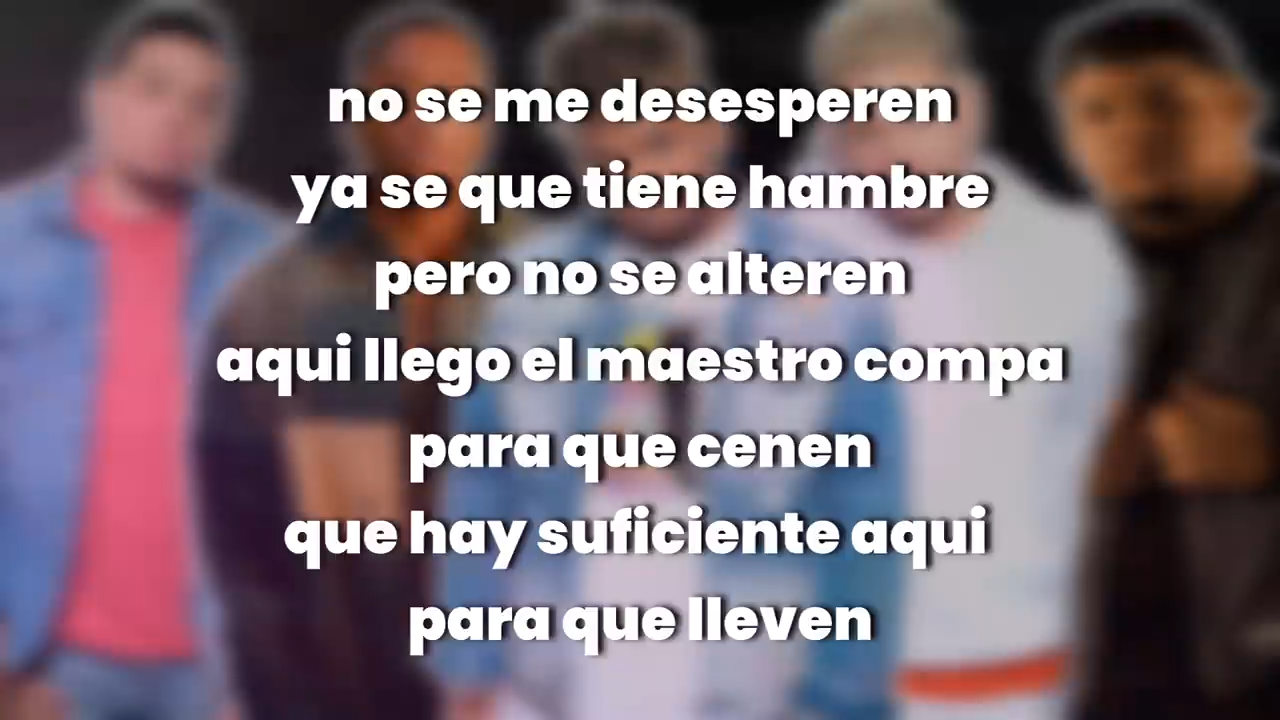 no se me desesperen
ya se que tiene hambre
pero no se alteren
aqui llego el maestro compa
para que cenen
que hay suficiente aqui
para que lleven